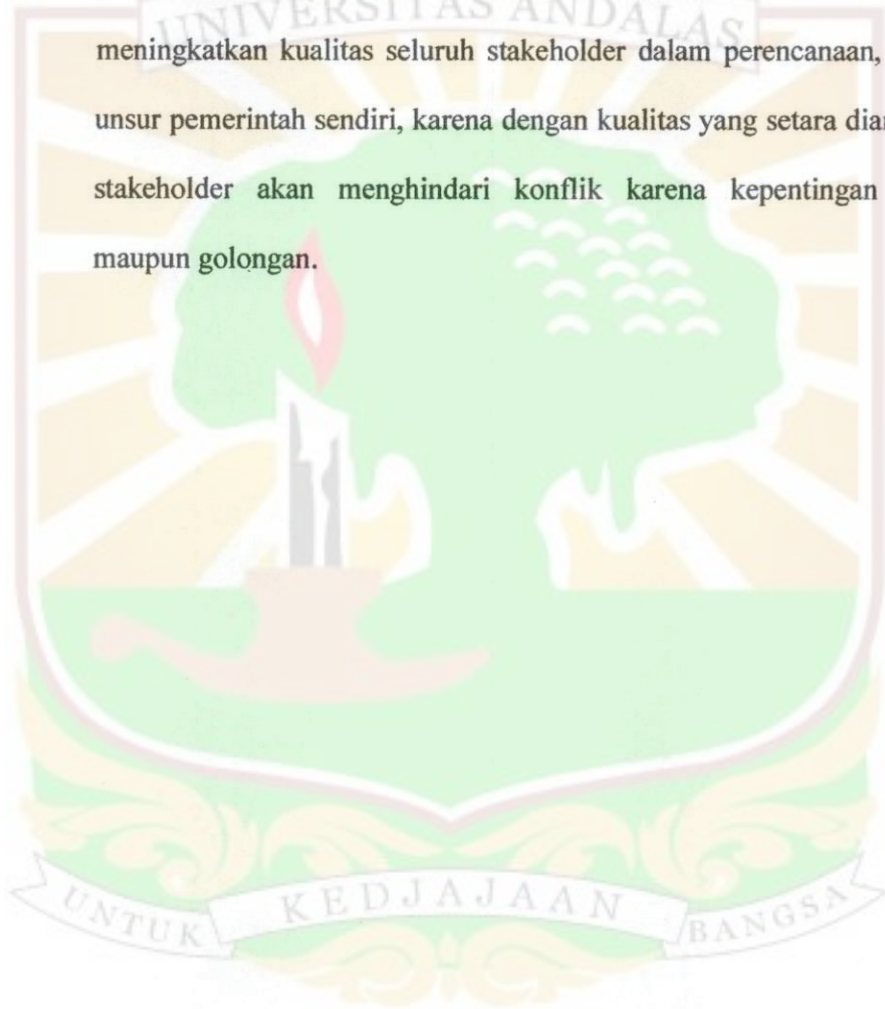 UNIVERSITAS ANDALAS
meningkatkan kualitas seluruh stakeholder dalam perencanaan,
unsur pemerintah sendiri, karena dengan kualitas yang setara
stakeholder akan menghindari konflik karena kepentingan
maupun golongan.
UNTUK KEDJAJAAN BANGSA